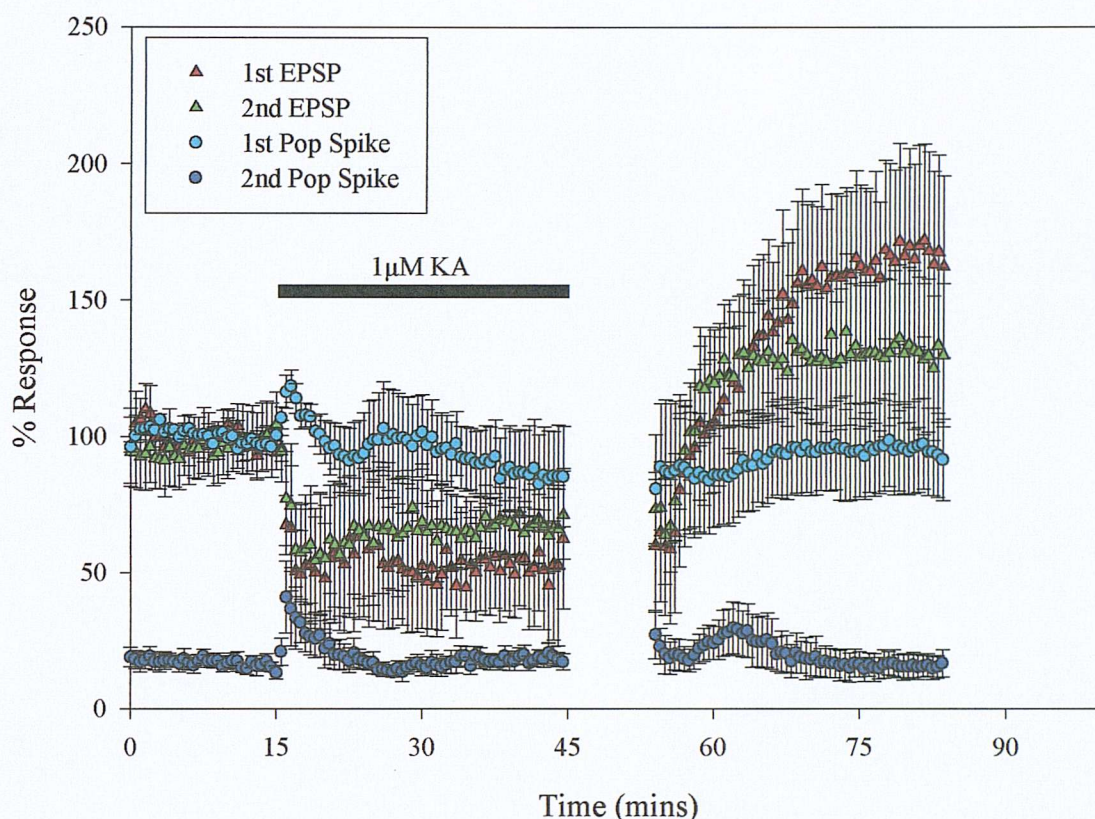 250
200
150
100
50
0
% Response
1st EPSP
2nd EPSP
1st Pop Spike
2nd Pop Spike
1μM KA
0 15 30 45 60 75 90
Time (mins)